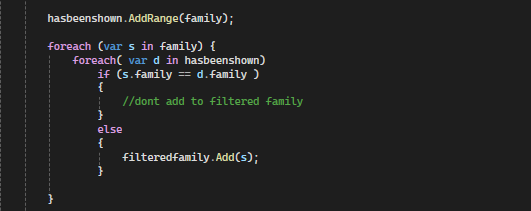 hasbeenshown.AddRange(family);
foreach (var s in family) {
foreach( var d in hasbeenshown)
if (s.family == d.family )
{
//dont add to filtered family
}
else
{
filteredfamily.Add(s);
}
}